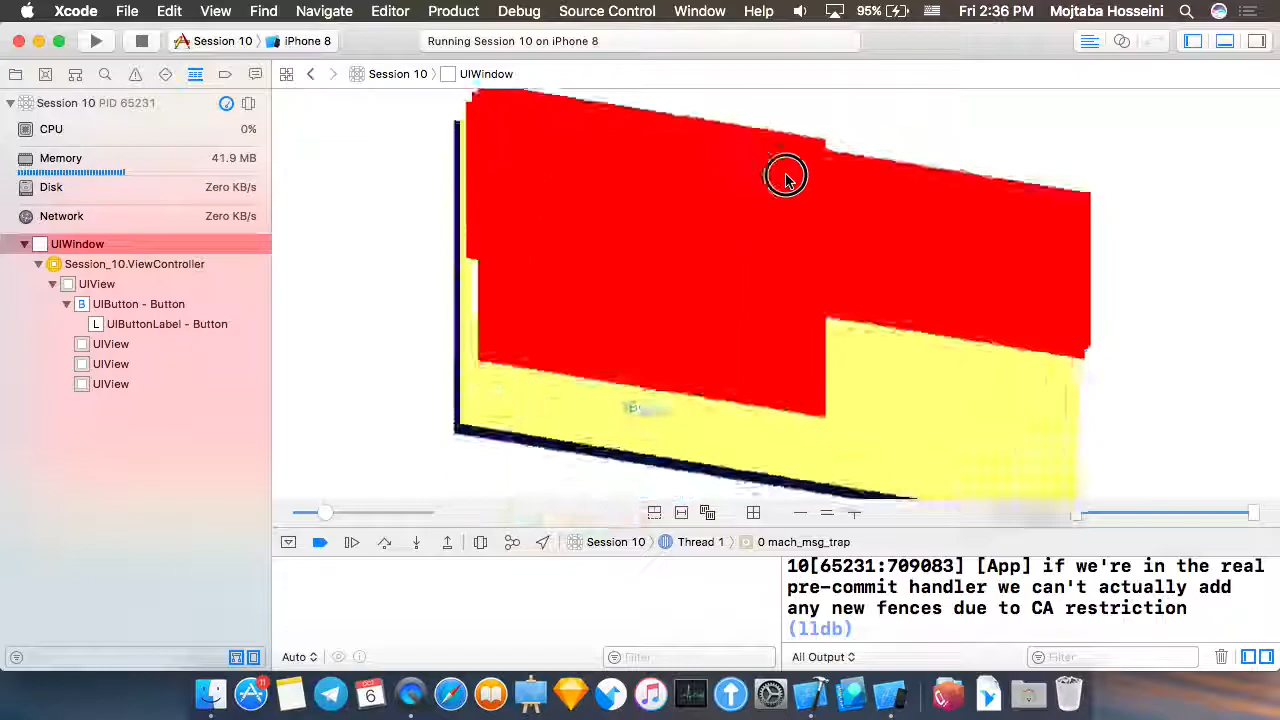 Xcode File Edit View Find Navigate Editor Product Debug Source Control Window Help 95% Fri 2:36 PM Mojtaba Hosseini
Session 10 iPhone 8 Running Session 10 on iPhone 8
Session 10 UIWindow
Session 10 PID 65231
CPU 0%
Memory 41.9 MB
Disk Zero KB/s
Network Zero KB/s
UIWindow
Session_10.ViewController
UIView
B UIButton - Button
L UIButtonLabel - Button
UIView
UIView
UIView
Session 10 Thread 1 0 mach_msg_trap
10[65231:709083] [App] if we're in the real
pre-commit handler we can't actually add
any new fences due to CA restriction
(lldb)
Auto Filter All Output Filter
11
6